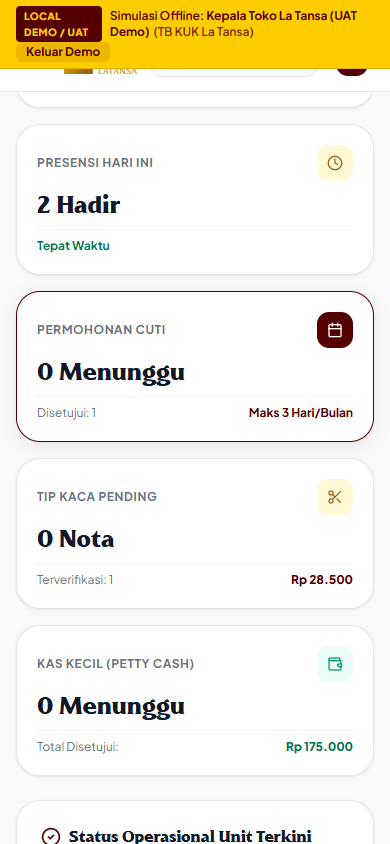 LOCAL
DEMO / UAT
Simulasi Offline: Kepala Toko La Tansa (UAT
Demo) (TB KUK La Tansa)
Keluar Demo
LATANSA
PRESENSI HARI INI
2 Hadir
Tepat Waktu
PERMOHONAN CUTI
0 Menunggu
Disetujui: 1
Maks 3 Hari/Bulan
TIP KACA PENDING
0 Nota
Terverifikasi: 1
Rp 28.500
KAS KECIL (PETTY CASH)
0 Menunggu
Total Disetujui:
Rp 175.000
Status Operasional Unit Terkini